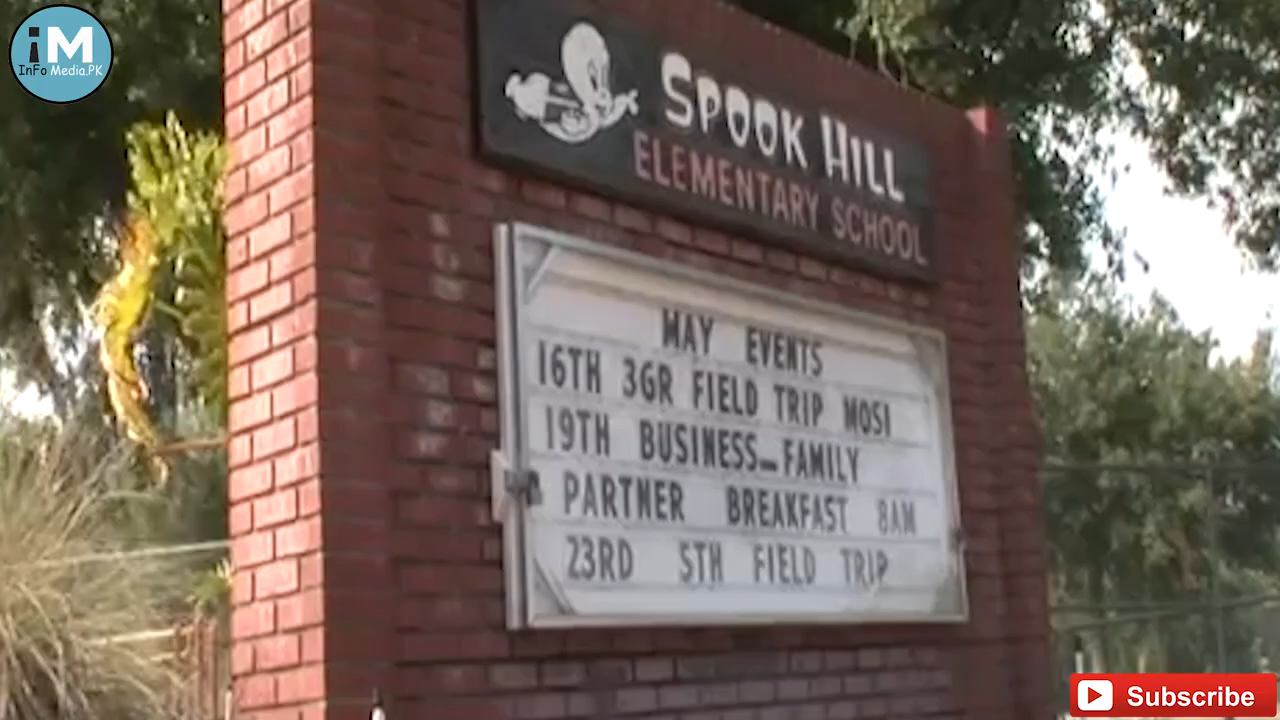 iM
InFo Media.PK
SPOOK HILL
ELEMENTARY SCHOOL
MAY EVENTS
16TH 3GR FIELD TRIP MOSI
19TH BUSINESS-FAMILY
PARTNER BREAKFAST 8AM
23RD 5TH FIELD TRIP
Subscribe